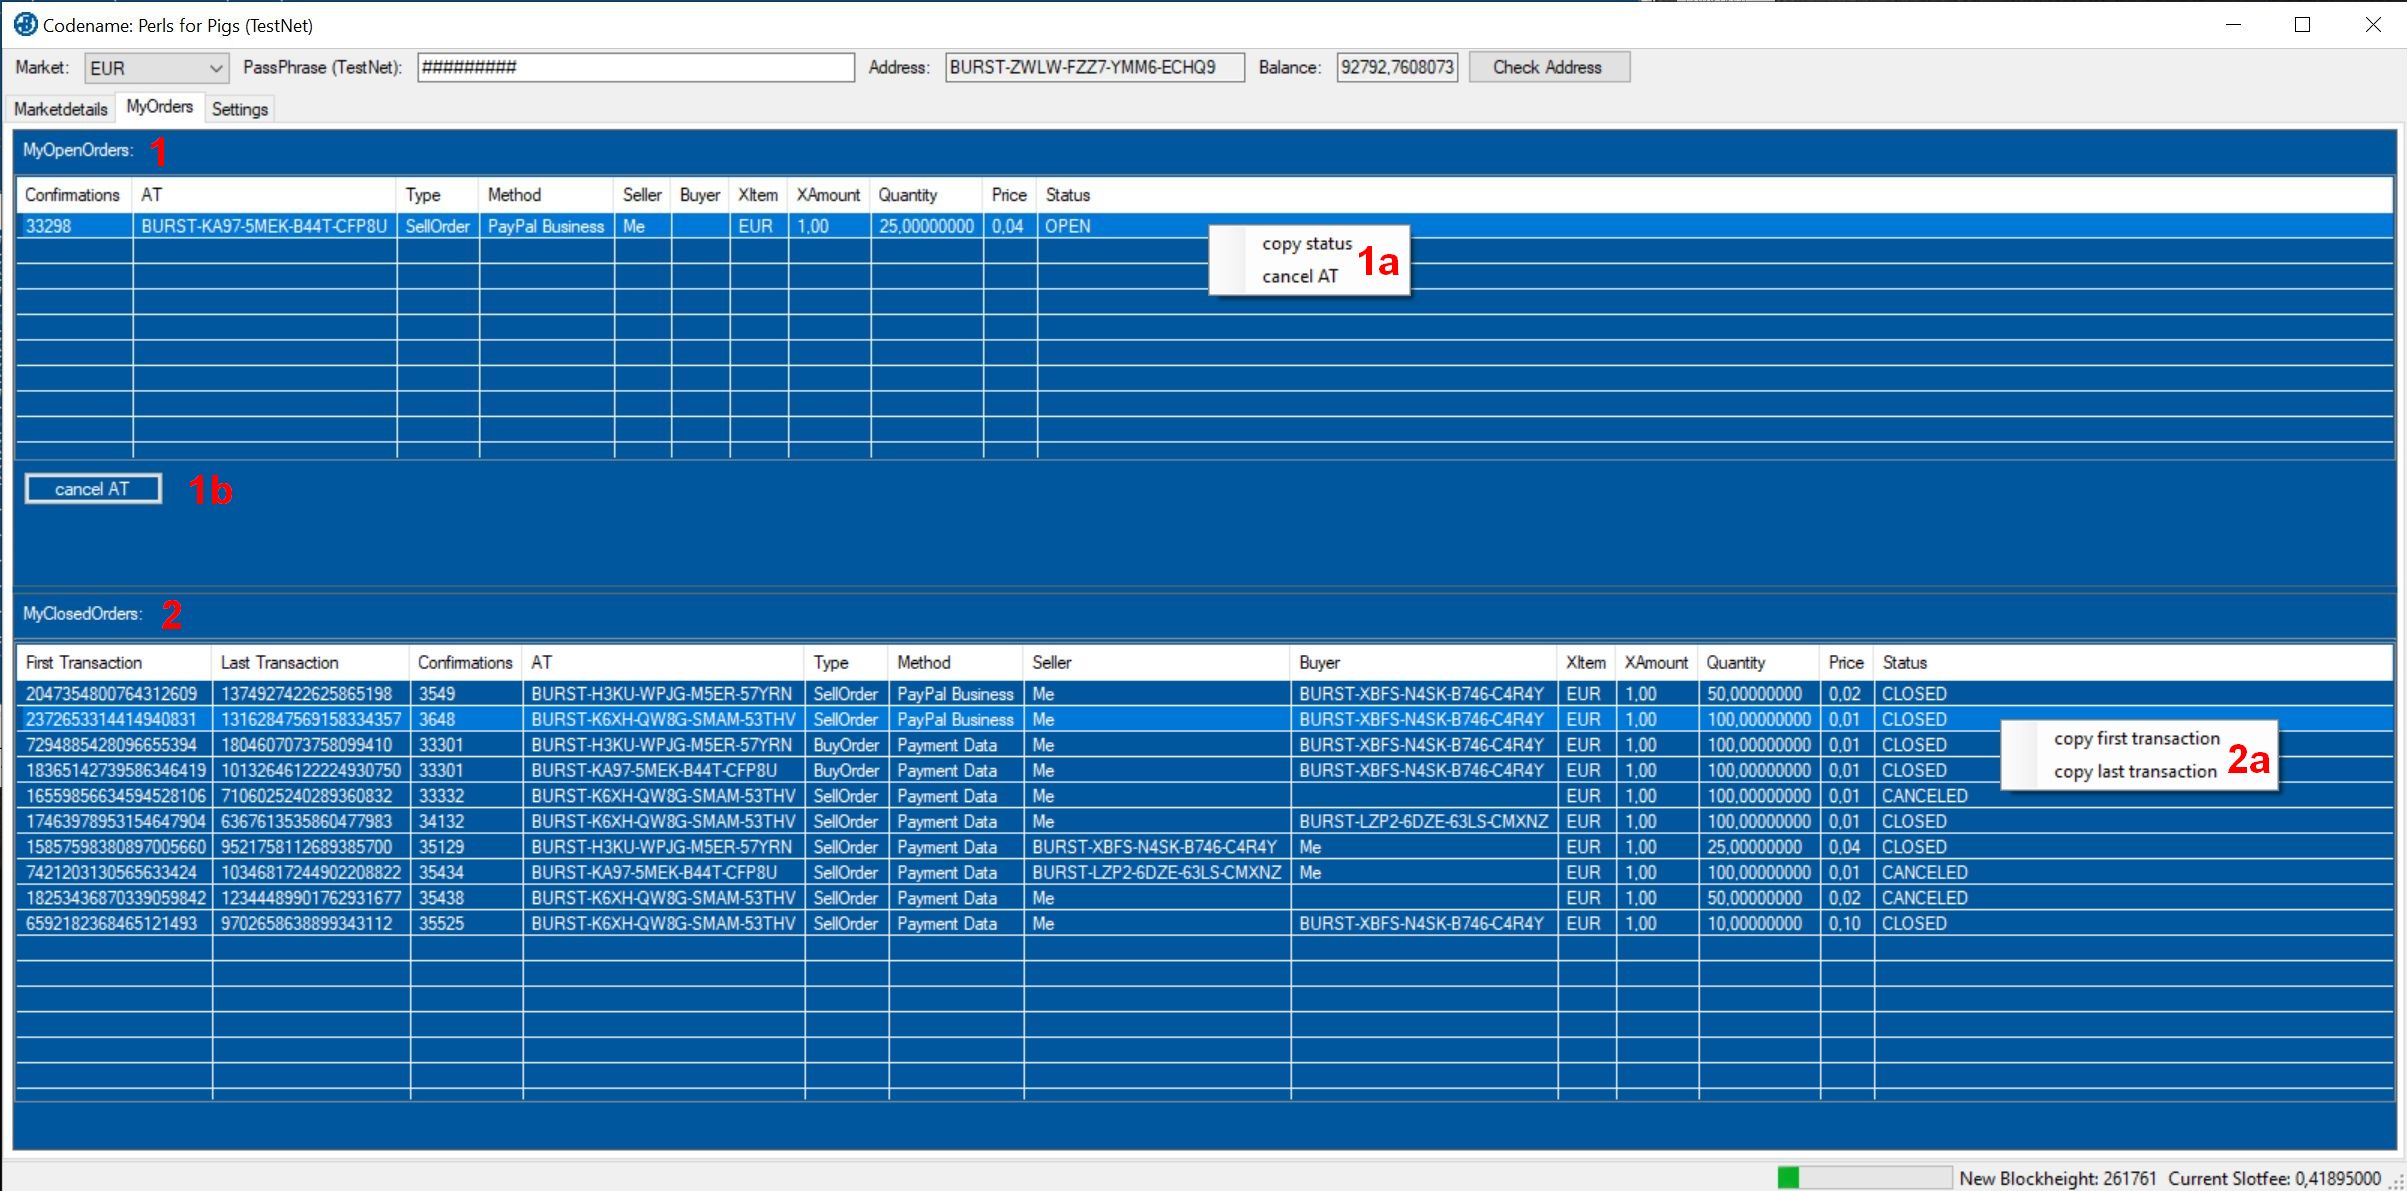 Codename: Perls for Pigs (TestNet)
Market: EUR PassPhrase (TestNet): ######### Address: BURST-ZWLW-FZZ7-YMM6-ECHQ9 Balance: 92792,7608073 Check Address
Marketdetails MyOrders Settings
MyOpenOrders: 1
Confirmations AT Type Method Seller Buyer XItem XAmount Quantity Price Status
33298 BURST-KA97-5MEK-B44T-CFP8U SellOrder PayPal Business Me EUR 1,00 25,00000000 0,04 OPEN
copy status
1a
cancel AT
cancel AT 1b
MyClosedOrders: 2
First Transaction Last Transaction Confirmations AT Type Method Seller Buyer XItem XAmount Quantity Price Status
2047354800764312609 1374927422625865198 3549 BURST-H3KU-WPJG-M5ER-57YRN SellOrder PayPal Business Me BURST-XBFS-N4SK-B746-C4R4Y EUR 1,00 50,00000000 0,02 CLOSED
2372653314414940831 13162847569158334357 3648 BURST-K6XH-QW8G-SMAM-53THV SellOrder PayPal Business Me BURST-XBFS-N4SK-B746-C4R4Y EUR 1,00 100,00000000 0,01 CLOSED
7294885428096655394 1804607073758099410 33301 BURST-H3KU-WPJG-M5ER-57YRN BuyOrder Payment Data Me BURST-XBFS-N4SK-B746-C4R4Y EUR 1,00 100,00000000 0,01 CLOSED
18365142739586346419 10132646122224930750 33301 BURST-KA97-5MEK-B44T-CFP8U BuyOrder Payment Data Me BURST-XBFS-N4SK-B746-C4R4Y EUR 1,00 100,00000000 0,01 CLOSED
16559856634594528106 7106025240289360832 33332 BURST-K6XH-QW8G-SMAM-53THV SellOrder Payment Data Me EUR 1,00 100,00000000 0,01 CANCELED
17463978953154647904 6367613535860477983 34132 BURST-K6XH-QW8G-SMAM-53THV SellOrder Payment Data Me BURST-LZP2-6DZE-63LS-CMXNZ EUR 1,00 100,00000000 0,01 CLOSED
15857598380897005660 9521758112689385700 35129 BURST-H3KU-WPJG-M5ER-57YRN SellOrder Payment Data BURST-XBFS-N4SK-B746-C4R4Y Me EUR 1,00 25,00000000 0,04 CLOSED
7421203130565633424 10346817244902208822 35434 BURST-KA97-5MEK-B44T-CFP8U SellOrder Payment Data BURST-LZP2-6DZE-63LS-CMXNZ Me EUR 1,00 100,00000000 0,01 CANCELED
18253436870339059842 12344489901762931677 35438 BURST-K6XH-QW8G-SMAM-53THV SellOrder Payment Data Me EUR 1,00 50,00000000 0,02 CANCELED
6592182368465121493 9702658638899343112 35525 BURST-K6XH-QW8G-SMAM-53THV SellOrder Payment Data Me BURST-XBFS-N4SK-B746-C4R4Y EUR 1,00 10,00000000 0,10 CLOSED
copy first transaction
2a
copy last transaction
New Blockheight: 261761 Current Slotfee: 0,41895000